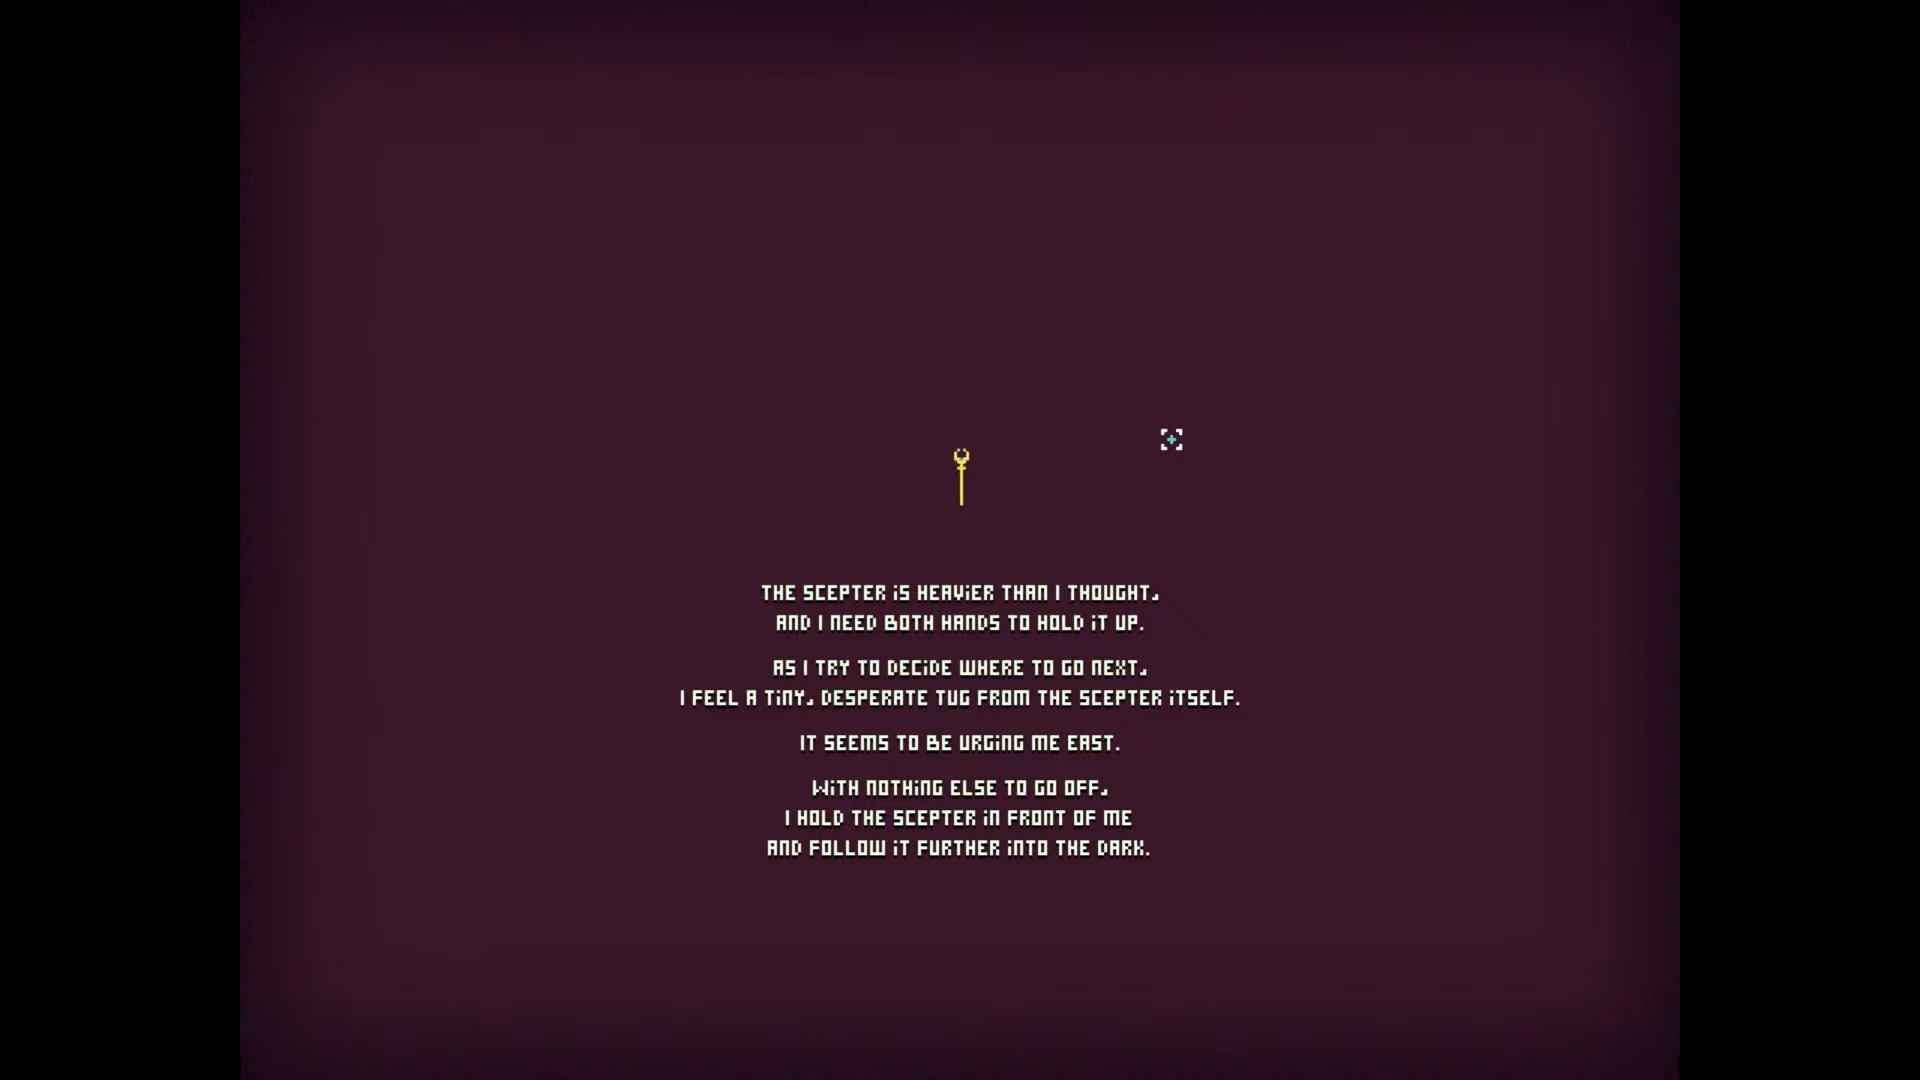 THE SCEPTER IS HEAVIER THAN I THOUGHT,
AND I NEED BOTH HANDS TO HOLD IT UP.
AS I TRY TO DECIDE WHERE TO GO NEXT,
I FEEL A TINY, DESPERATE TUG FROM THE SCEPTER ITSELF.
IT SEEMS TO BE URGING ME EAST.
WITH NOTHING ELSE TO GO OFF,
I HOLD THE SCEPTER IN FRONT OF ME
AND FOLLOW IT FURTHER INTO THE DARK.